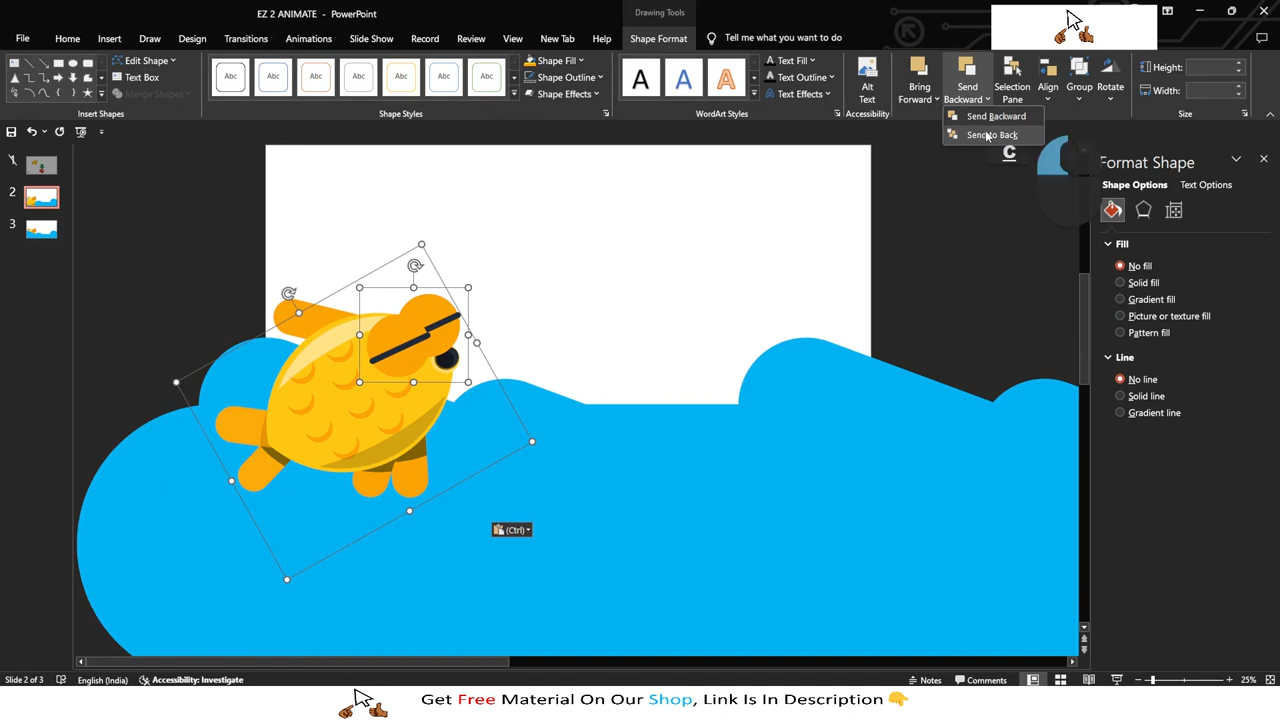 EZ 2 ANIMATE - PowerPoint
Drawing Tools
File Home Insert Draw Design Transitions Animations Slide Show Record Review View New Tab Help Shape Format Tell me what you want to do
Edit Shape
Text Box
Merge Shapes
Insert Shapes
Abc Abc Abc Abc Abc Abc Abc
Shape Fill
Shape Outline
Shape Effects
Shape Styles
A A A
Text Fill
Text Outline
Text Effects
WordArt Styles
Alt Text
Accessibility
Bring Forward
Send Backward
Selection Pane
Align
Group
Rotate
Height:
Width:
Size
Send Backward
Send to Back
C
2
3
Format Shape
Shape Options Text Options
Fill
No fill
Solid fill
Gradient fill
Picture or texture fill
Pattern fill
Line
No line
Solid line
Gradient line
(Ctrl)
Slide 2 of 3 English (India) Accessibility: Investigate Notes Comments 25%
Get Free Material On Our Shop, Link Is In Description